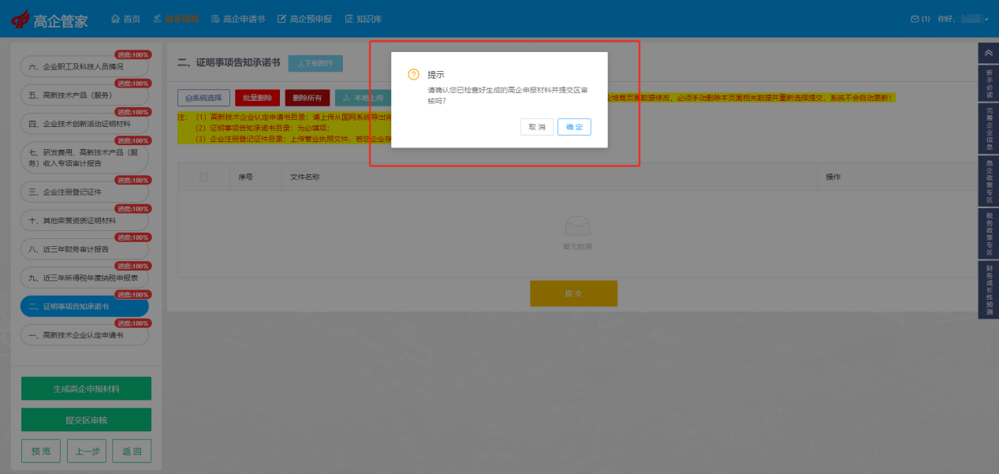 高企管家
首页
高企培育
高企申请书
高企预申报
知识库
(1)
你好,
进度:100%
六、企业职工及科技人员情况
进度:100%
五、高新技术产品（服务）
进度:100%
四、企业技术创新活动证明材料
进度:100%
七、研发费用、高新技术产品（服
务）收入专项审计报告
进度:100%
三、企业注册登记证件
进度:100%
十、其他荣誉资质证明材料
进度:100%
八、近三年财务审计报告
进度:100%
九、近三年所得税年度纳税申报表
进度:100%
二、证明事项告知承诺书
进度:100%
一、高新技术企业认定申请书
生成高企申报材料
提交区审核
预 览
上一步
返 回
二、证明事项告知承诺书
下载附件
系统选择
批量删除
删除所有
本地上传
培育页面数据修改，必须手动删除本页面相关数据并重新选择提交，系统不会自动更新！
注：（1）高新技术企业认定申请书目录：请上传从国网系统导出
（2）证明事项告知承诺书目录：为必填项；
（3）企业注册登记证件目录：上传营业执照文件，若您企业存
提示
请确认您已检查好生成的高企申报材料并提交区审
核吗?
取 消
确 定
序号
文件名称
操作
暂无数据
提 交
新手必读
完善企业信息
高企政策专区
税务政策专区
财务成长性预测